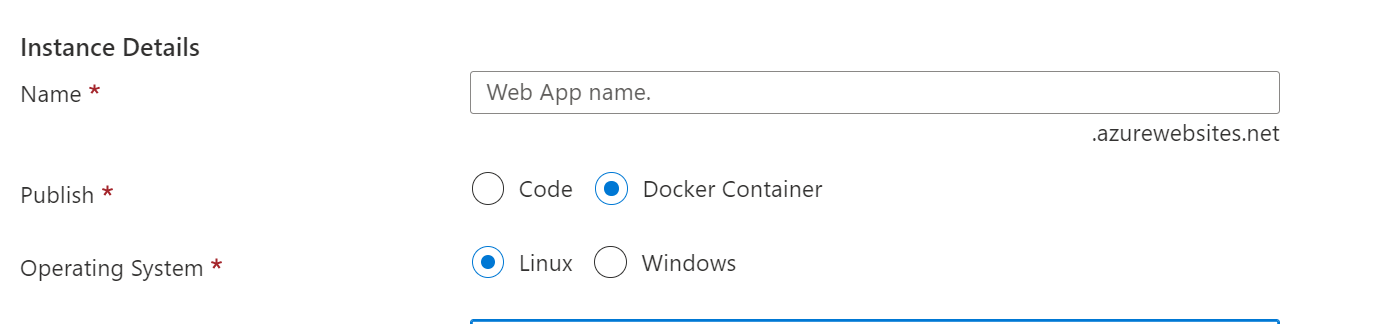 Instance Details
Name *
Web App name.
.azurewebsites.net
Publish *
Code Docker Container
Operating System *
Linux Windows